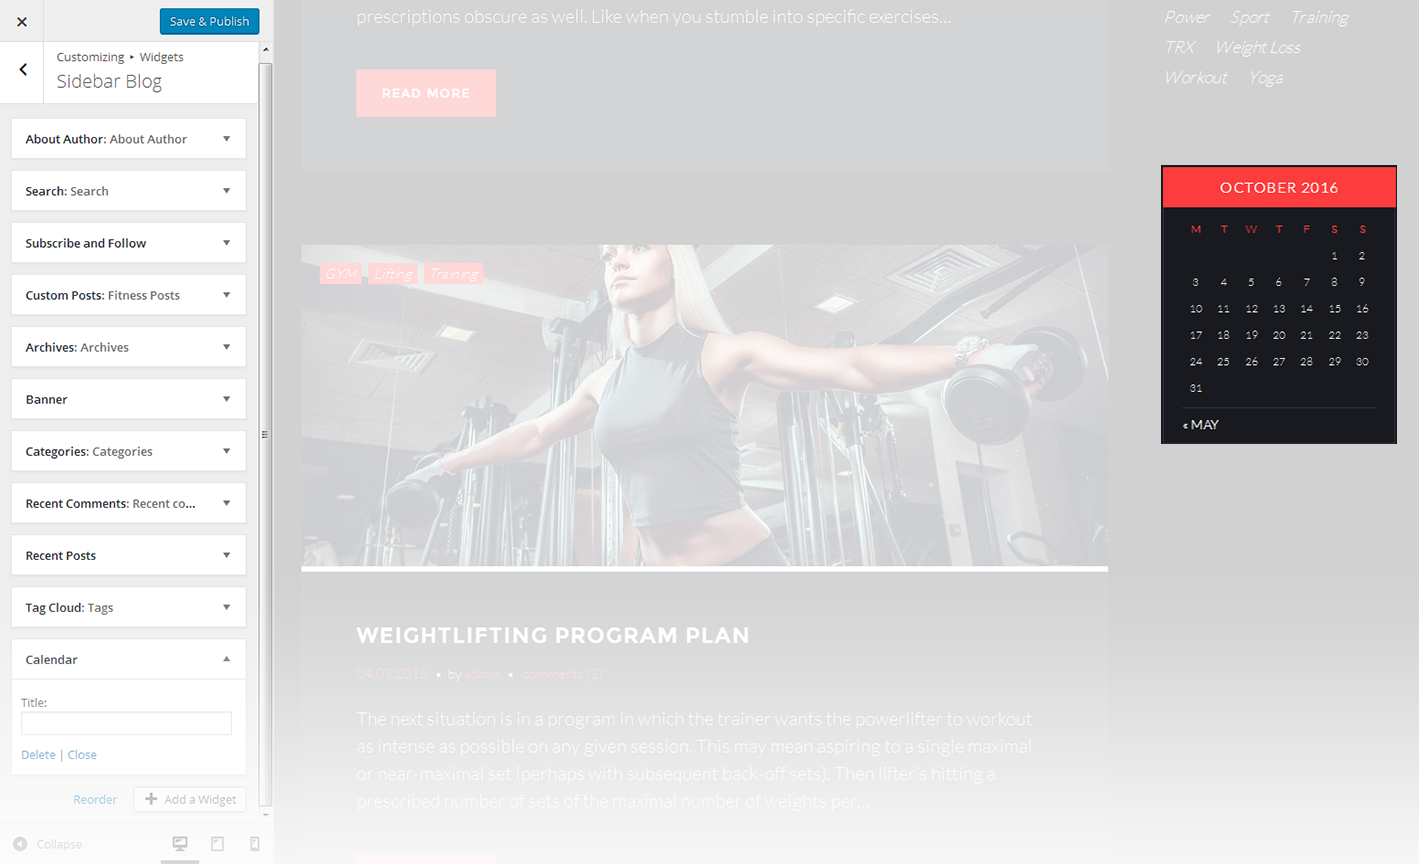 Save & Publish
Customizing ▸ Widgets
Sidebar Blog
About Author: About Author
Search: Search
Subscribe and Follow
Custom Posts: Fitness Posts
Archives: Archives
Banner
Categories: Categories
Recent Comments: Recent co...
Recent Posts
Tag Cloud: Tags
Calendar
Title:
Delete | Close
Reorder
Add a Widget
Collapse
prescriptions obscure as well. Like when you stumble into specific exercises...
READ MORE
GYM Lifting Training
WEIGHTLIFTING PROGRAM PLAN
04.03.2016 • by admin • comments (2)
The next situation is in a program in which the trainer wants the powerlifter to workout
as intense as possible on any given session. This may mean aspiring to a single maximal
or near-maximal set (perhaps with subsequent back-off sets). Then lifter's hitting a
prescribed number of sets of the maximal number of weights per...
Power Sport Training
TRX Weight Loss
Workout Yoga
OCTOBER 2016
M T W T F S S
1 2
3 4 5 6 7 8 9
10 11 12 13 14 15 16
17 18 19 20 21 22 23
24 25 26 27 28 29 30
31
« MAY